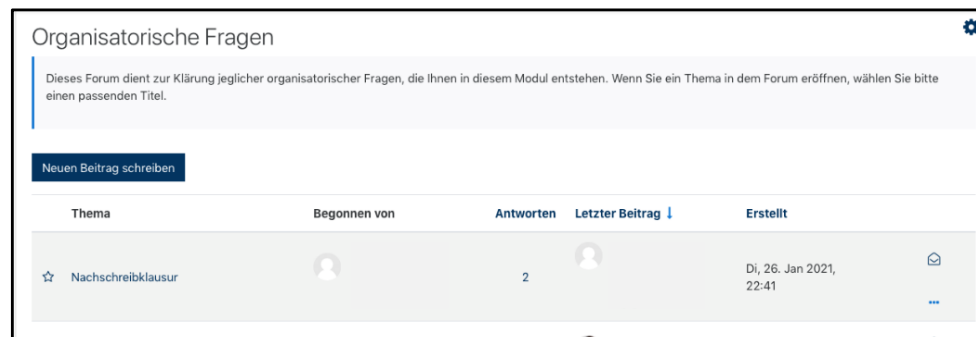 Organisatorische Fragen
Dieses Forum dient zur Klärung jeglicher organisatorischer Fragen, die Ihnen in diesem Modul entstehen. Wenn Sie ein Thema in dem Forum eröffnen, wählen Sie bitte
einen passenden Titel.
Neuen Beitrag schreiben
Thema Begonnen von Antworten Letzter Beitrag ↓ Erstellt
Nachschreibklausur 2 Di, 26. Jan 2021,
22:41